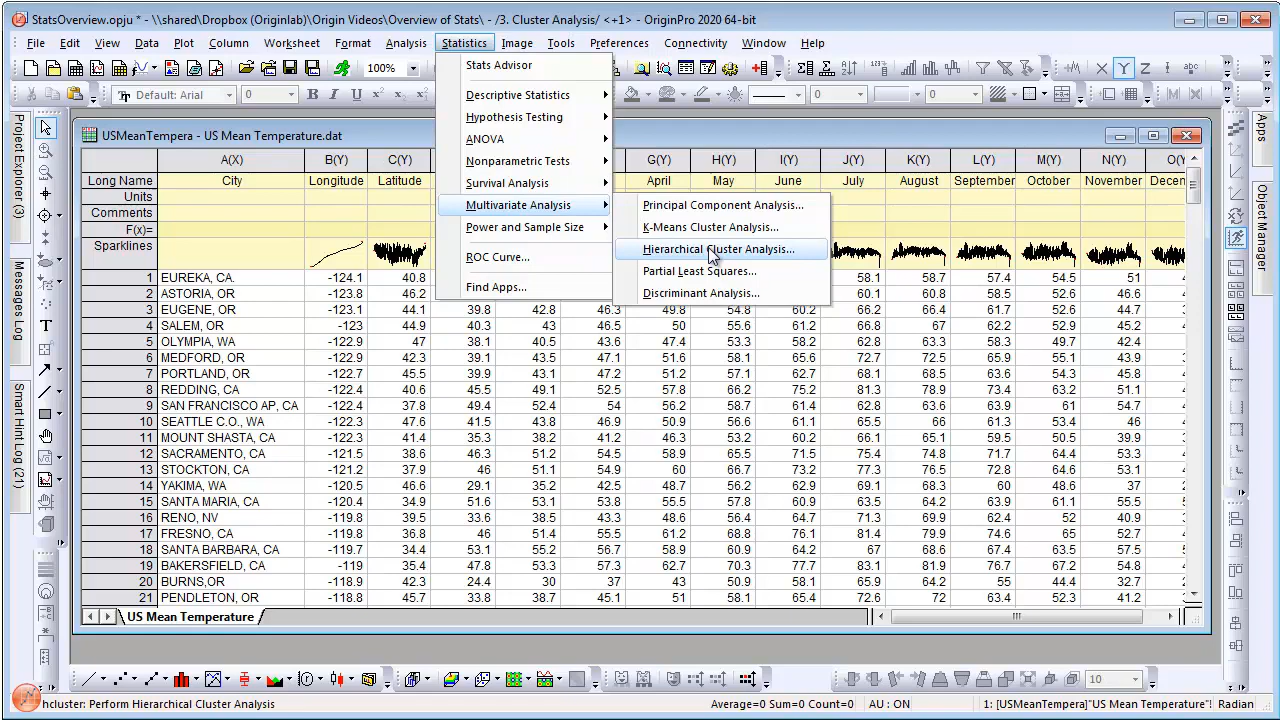 StatsOverview.opju * - \\shared\Dropbox (Originlab)\Origin Videos\Overview of Stats\ - /3. Cluster Analysis/ <+1> - OriginPro 2020 64-bit
File Edit View Data Plot Column Worksheet Format Analysis Statistics Image Tools Preferences Connectivity Window Help
100%
Default: Arial 0 B I U 0 0
Project Explorer (3)
Messages Log
Smart Hint Log (21)
Apps
Object Manager
Stats Advisor
Descriptive Statistics
Hypothesis Testing
ANOVA
Nonparametric Tests
Survival Analysis
Multivariate Analysis
Power and Sample Size
ROC Curve...
Find Apps...
Principal Component Analysis...
K-Means Cluster Analysis...
Hierarchical Cluster Analysis...
Partial Least Squares...
Discriminant Analysis...
USMeanTempera - US Mean Temperature.dat
A(X) B(Y) C(Y) G(Y) H(Y) I(Y) J(Y) K(Y) L(Y) M(Y) N(Y) O(Y)
Long Name City Longitude Latitude April May June July August September October November Decem
Units
Comments
F(x)=
Sparklines
1 EUREKA, CA. -124.1 40.8 58.1 58.7 57.4 54.5 51
2 ASTORIA, OR -123.8 46.2 60.1 60.8 58.5 52.6 46.6
3 EUGENE, OR -123.1 44.1 39.8 42.8 46.3 49.8 54.8 60.2 66.2 66.4 61.7 52.6 44.7
4 SALEM, OR -123 44.9 40.3 43 46.5 50 55.6 61.2 66.8 67 62.2 52.9 45.2
5 OLYMPIA, WA -122.9 47 38.1 40.5 43.6 47.4 53.3 58.2 62.8 63.3 58.2 49.7 42.4
6 MEDFORD, OR -122.9 42.3 39.1 43.5 47.1 51.6 58.1 65.6 72.7 72.5 65.9 55.1 43.9
7 PORTLAND, OR -122.7 45.5 39.9 43.1 47.2 51.2 57.1 62.7 68.1 68.5 63.6 54.3 45.8
8 REDDING, CA -122.4 40.6 45.5 49.1 52.5 57.8 66.2 75.2 81.3 78.9 73.4 63.2 51.1
9 SAN FRANCISCO AP, CA -122.4 37.8 49.4 52.4 54 56.2 58.7 61.4 62.8 63.6 63.9 61 54.7
10 SEATTLE C.O., WA -122.3 47.6 41.5 43.8 46.9 50.9 56.5 61.1 65.5 66 61.3 53.4 46
11 MOUNT SHASTA, CA -122.3 41.4 35.3 38.2 41.2 46 53.2 60.2 66.1 65.1 59.5 50.5 39.9
12 SACRAMENTO, CA -121.5 38.6 46.3 51.2 54.5 58.9 65.5 71.5 75.4 74.8 71.7 64.4 53.3
13 STOCKTON, CA -121.2 37.9 46 51.1 54.9 60 66.7 73.2 77.3 76.5 72.8 64.6 53.1
14 YAKIMA, WA -120.5 46.6 29.1 35.2 42.5 48.7 56.2 62.9 69.1 68.3 60 48.6 37
15 SANTA MARIA, CA -120.4 34.9 51.6 53.1 53.8 55.5 57.8 60.9 63.5 64.2 63.9 61.1 55.5
16 RENO, NV -119.8 39.5 33.6 38.5 43.3 48.6 56.4 64.7 71.3 69.9 62.4 52 40.9
17 FRESNO, CA -119.8 36.8 46 51.4 55.5 61.2 68.8 76.1 81.4 79.9 74.6 65 52.7
18 SANTA BARBARA, CA -119.7 34.4 53.1 55.2 56.7 58.9 60.9 64.2 67 68.6 67.4 63.5 57.5
19 BAKERSFIELD, CA -119 35.4 47.8 53.3 57.3 62.7 70.3 77.7 83.1 81.9 76.7 67.2 54.8
20 BURNS,OR -118.9 42.3 24.4 30 37 43 50.9 58.1 65.9 64.2 55 44.4 32.7
21 PENDLETON, OR -118.8 45.7 33.8 38.7 45.1 51 58.1 65.4 72.6 72 63.4 52.3 41.2
US Mean Temperature
10
hcluster: Perform Hierarchical Cluster Analysis Average=0 Sum=0 Count=0 AU : ON 1: [USMeanTempera]"US Mean Temperature"! Radian